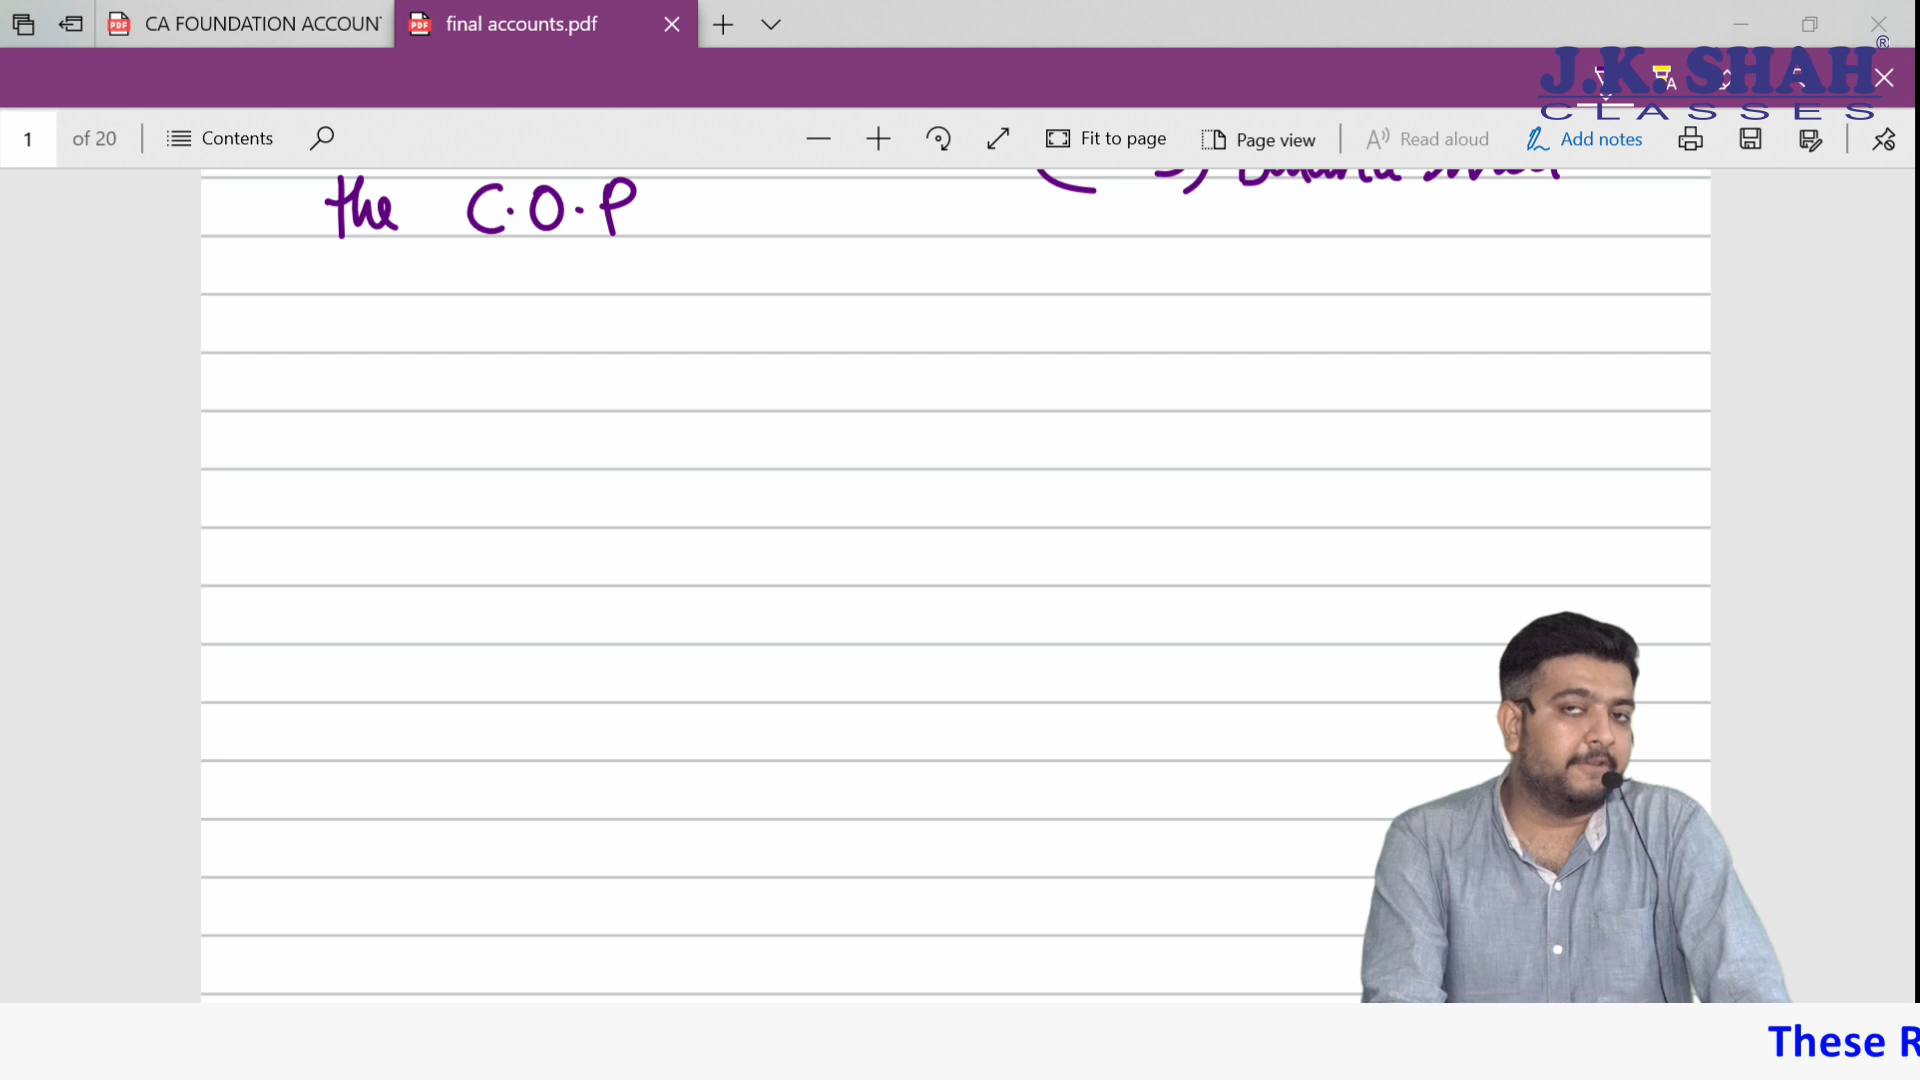 CA FOUNDATION ACCOUN
final accounts.pdf
J.K. SHAH®
CLASSES
1 of 20 Contents Fit to page Page view Read aloud Add notes
the C.O.P
These R